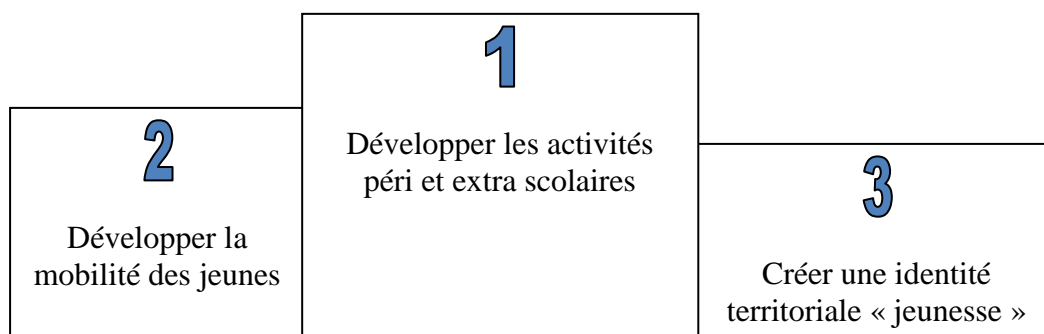 1
Développer les activités
péri et extra scolaires
2
Développer la
mobilité des jeunes
3
Créer une identité
territoriale « jeunesse »